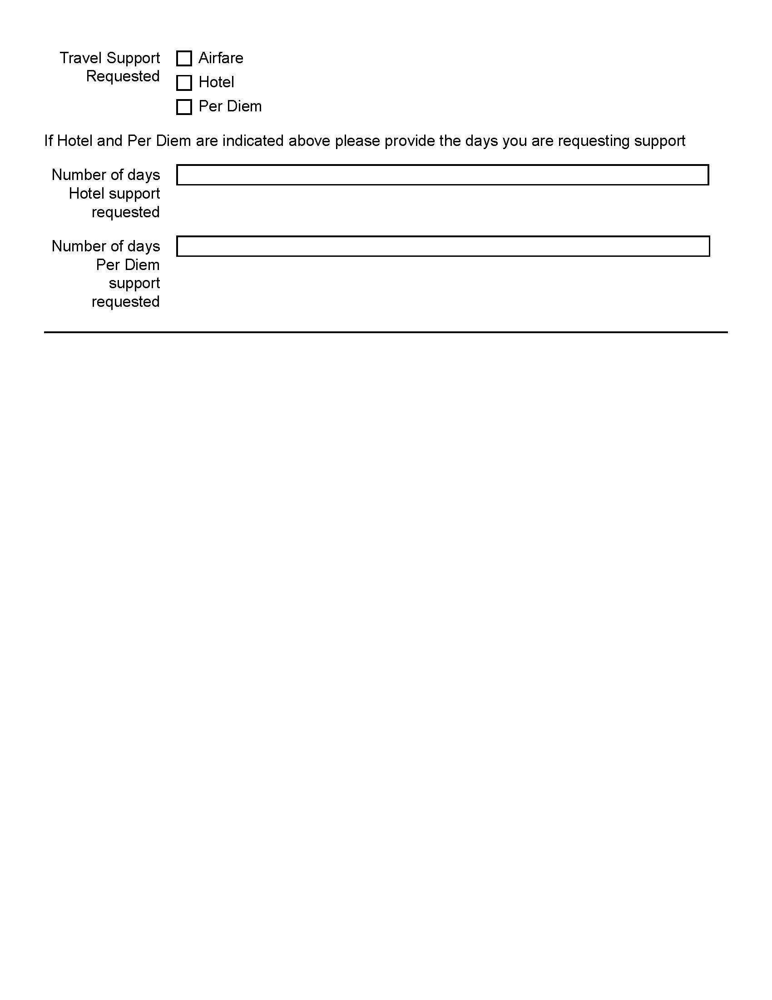 Travel Support
Requested
Airfare
Hotel
Per Diem
If Hotel and Per Diem are indicated above please provide the days you are requesting support
Number of days
Hotel support
requested
Number of days
Per Diem
support
requested